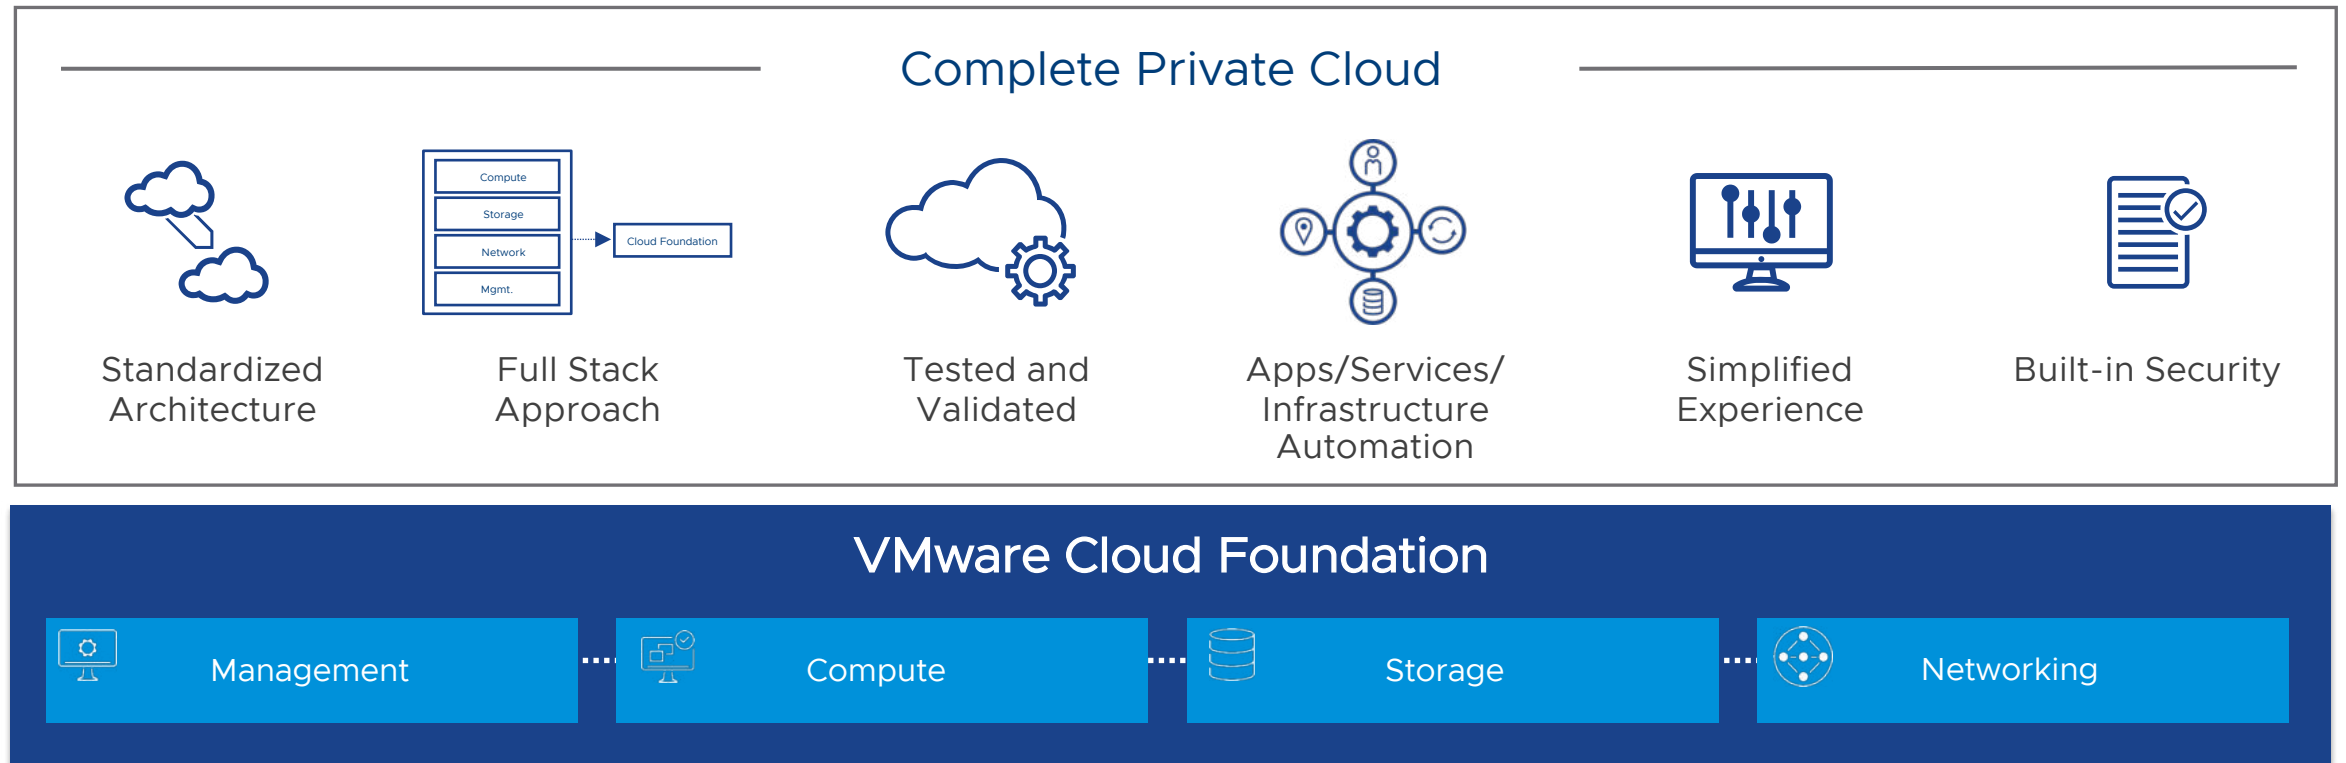 Complete Private Cloud
Compute
Storage
Network
Mgmt.
Cloud Foundation
Standardized
Architecture
Full Stack
Approach
Tested and
Validated
Apps/Services/
Infrastructure
Automation
Simplified
Experience
Built-in Security
VMware Cloud Foundation
Management
Compute
Storage
Networking